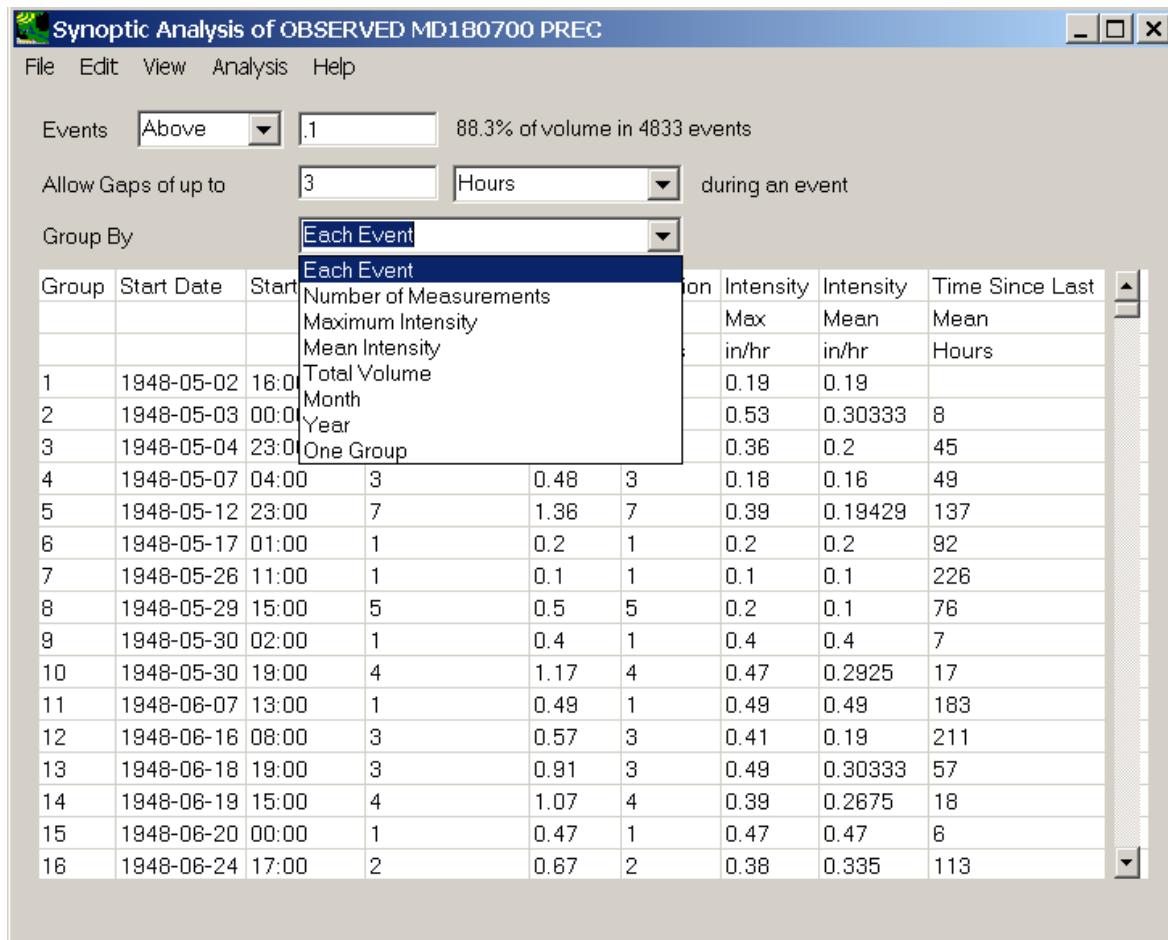 Synoptic Analysis of OBSERVED MD180700 PREC
File Edit View Analysis Help
Events Above .1 88.3% of volume in 4833 events
Allow Gaps of up to 3 Hours during an event
Group By Each Event
Each Event
Number of Measurements
Maximum Intensity
Mean Intensity
Total Volume
Month
Year
One Group
Group Start Date Start Intensity Intensity Time Since Last
Max Mean Mean
in/hr in/hr Hours
1 1948-05-02 16:0 0.19 0.19
2 1948-05-03 00:0 0.53 0.30333 8
3 1948-05-04 23:0 0.36 0.2 45
4 1948-05-07 04:00 3 0.48 3 0.18 0.16 49
5 1948-05-12 23:00 7 1.36 7 0.39 0.19429 137
6 1948-05-17 01:00 1 0.2 1 0.2 0.2 92
7 1948-05-26 11:00 1 0.1 1 0.1 0.1 226
8 1948-05-29 15:00 5 0.5 5 0.2 0.1 76
9 1948-05-30 02:00 1 0.4 1 0.4 0.4 7
10 1948-05-30 19:00 4 1.17 4 0.47 0.2925 17
11 1948-06-07 13:00 1 0.49 1 0.49 0.49 183
12 1948-06-16 08:00 3 0.57 3 0.41 0.19 211
13 1948-06-18 19:00 3 0.91 3 0.49 0.30333 57
14 1948-06-19 15:00 4 1.07 4 0.39 0.2675 18
15 1948-06-20 00:00 1 0.47 1 0.47 0.47 6
16 1948-06-24 17:00 2 0.67 2 0.38 0.335 113